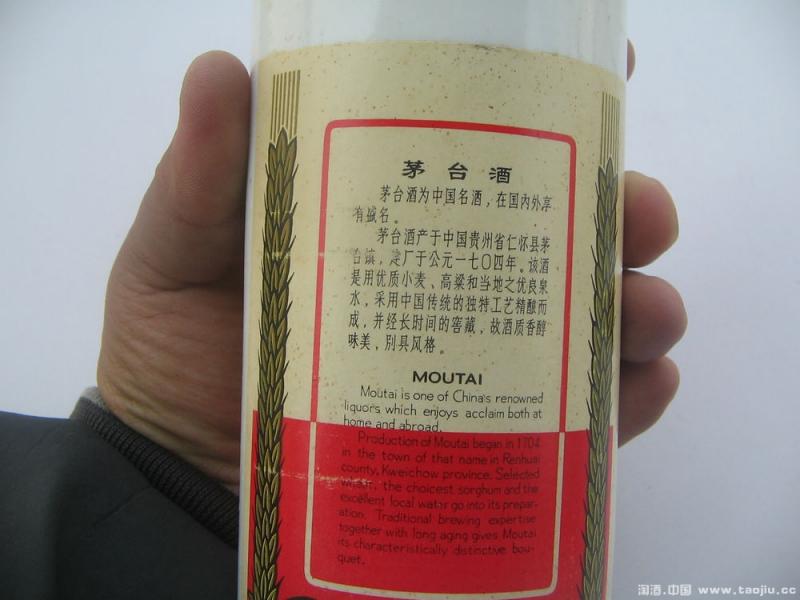 茅台酒
茅台酒为中国名酒，在国内外享
有盛名。
茅台酒产于中国贵州省仁怀县茅
台镇，建厂于公元一七〇四年。该酒
是用优质小麦、高粱和当地之优良泉
水，采用中国传统的独特工艺精酿而
成，并经长时间的窖藏，故酒质香醇
味美，别具风格。
MOUTAI
Moutai is one of China's renowned
liquors, which enjoys acclaim both at
home and abroad.
Production of Moutai began in 1704
in the town of that name in Renhuai
county, Kweichow province. Selected
wheat, the choicest sorghum and the
excellent local water go into its prepar-
ation. Traditional brewing expertise
together with long aging gives Moutai
its characteristically distinctive bou-
quet.
淘酒.中国 www.taojiu.cc